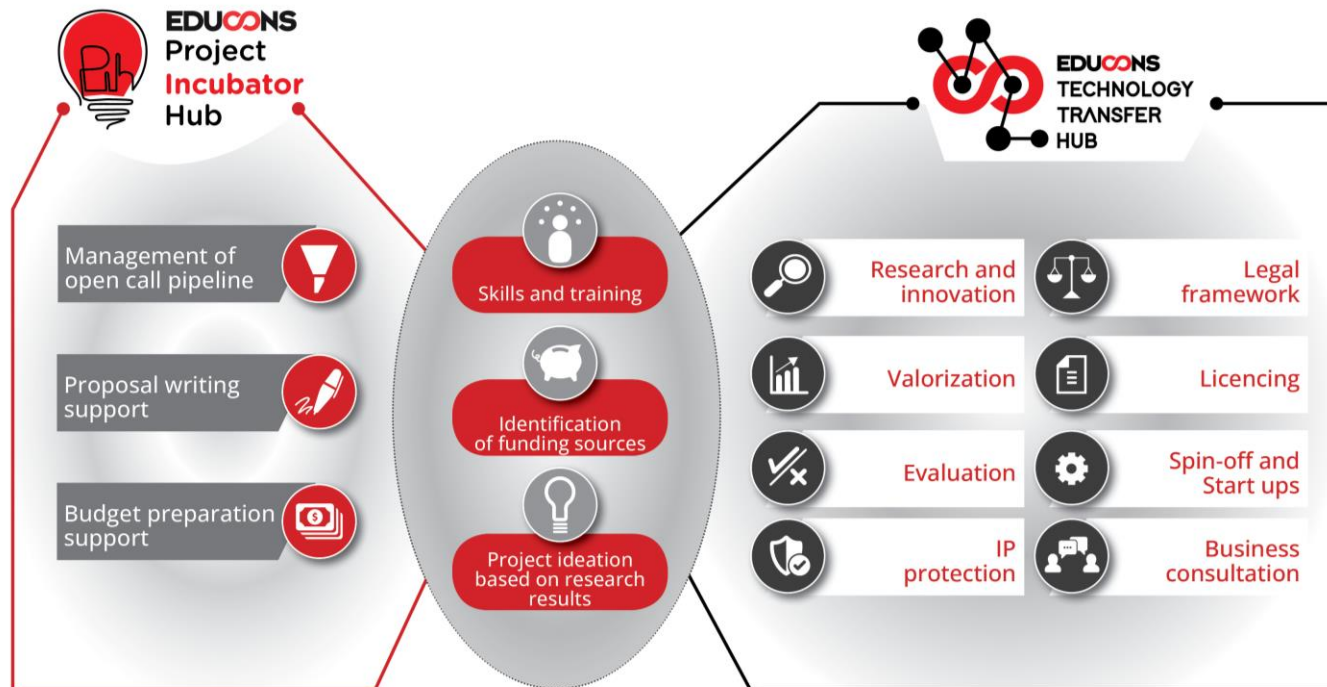 EDUCONS
Project
Incubator
Hub
Pih
EDUCONS
TECHNOLOGY
TRANSFER
HUB
Management of
open call pipeline
Proposal writing
support
Budget preparation
support
Skills and training
Identification
of funding sources
Project ideation
based on research
results
Research and
innovation
Valorization
Evaluation
IP
protection
Legal
framework
Licencing
Spin-off and
Start ups
Business
consultation